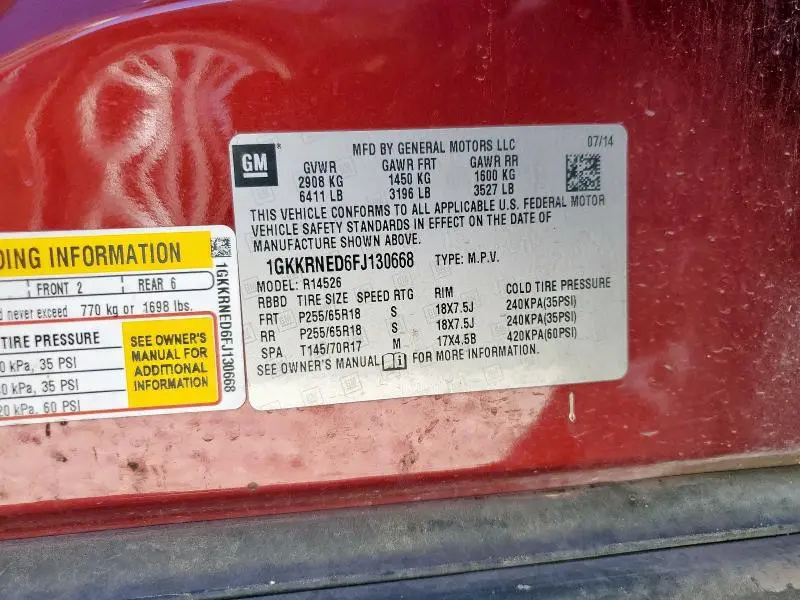 GM
MFD BY GENERAL MOTORS LLC
07/14
GVWR GAWR FRT GAWR RR
2908 KG 1450 KG 1600 KG
6411 LB 3196 LB 3527 LB
THIS VEHICLE CONFORMS TO ALL APPLICABLE U.S. FEDERAL MOTOR
VEHICLE SAFETY STANDARDS IN EFFECT ON THE DATE OF
MANUFACTURE SHOWN ABOVE.
1GKKRNED6FJ130668 TYPE: M.P.V.
MODEL: R14526
RBBD TIRE SIZE SPEED RTG RIM COLD TIRE PRESSURE
FRT P255/65R18 S 18X7.5J 240KPA(35PSI)
RR P255/65R18 S 18X7.5J 240KPA(35PSI)
SPA T145/70R17 M 17X4.5B 420KPA(60PSI)
SEE OWNER'S MANUAL FOR MORE INFORMATION.
DING INFORMATION
FRONT 2 REAR 6
d never exceed 770 kg or 1698 lbs.
TIRE PRESSURE
0 kPa, 35 PSI
0 kPa, 35 PSI
20 kPa, 60 PSI
SEE OWNER'S
MANUAL FOR
ADDITIONAL
INFORMATION
1GKKRNED6FJ130668